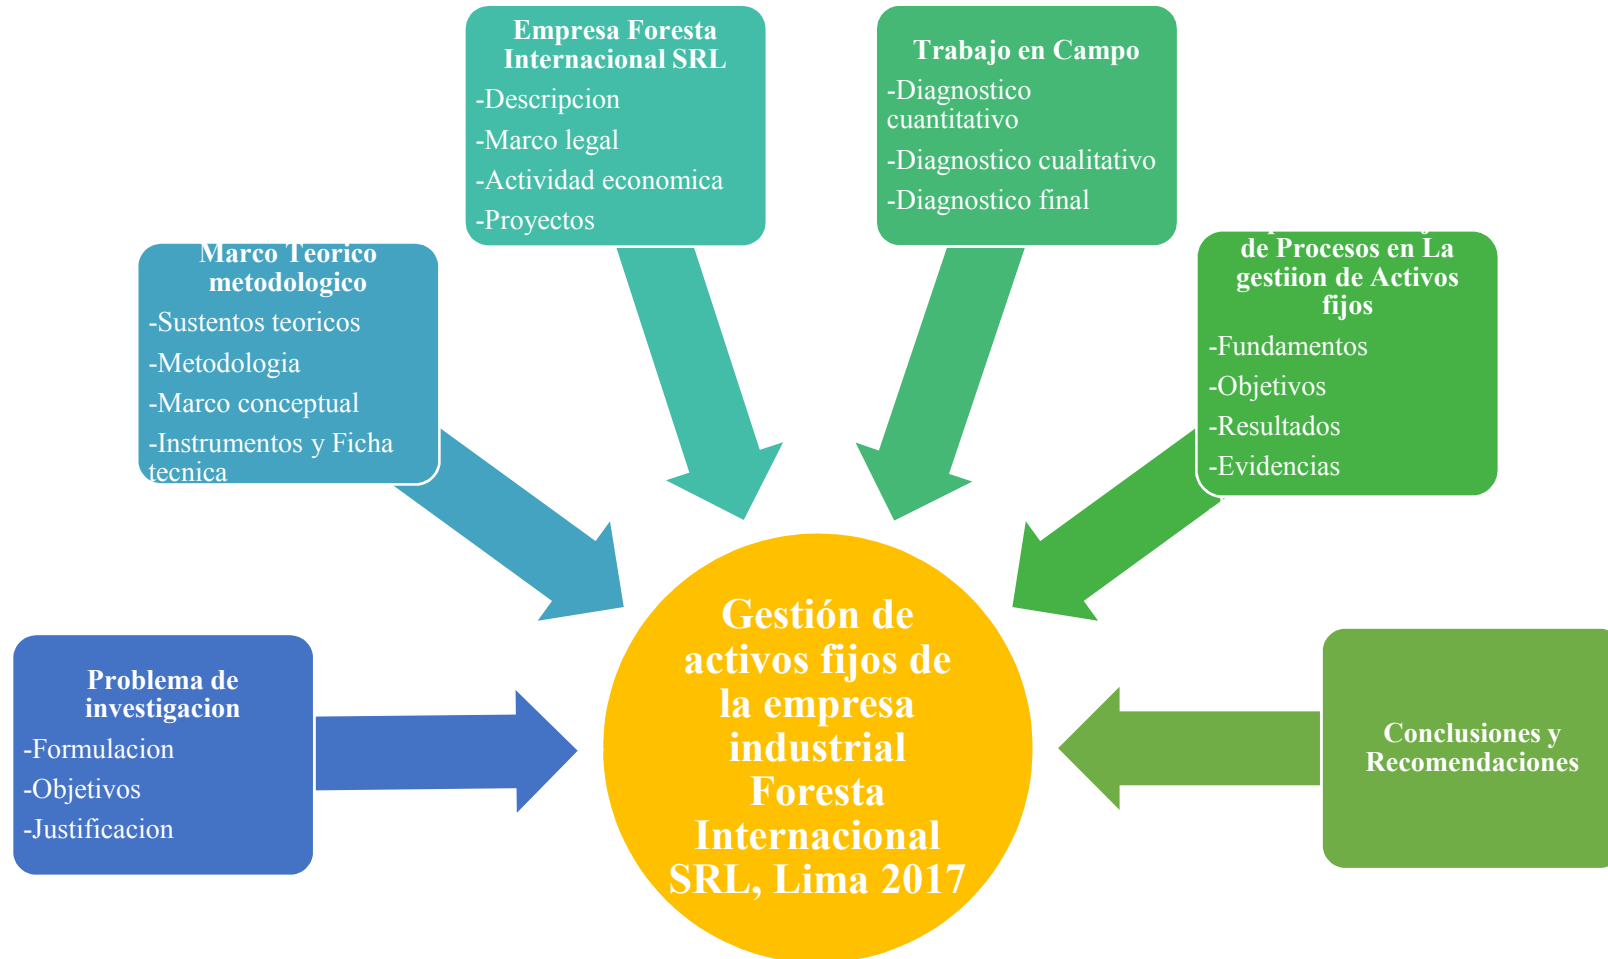 Problema de
investigacion
-Formulacion
-Objetivos
-Justificacion
Marco Teorico
metodologico
-Sustentos teoricos
-Metodologia
-Marco conceptual
-Instrumentos y Ficha
tecnica
Empresa Foresta
Internacional SRL
-Descripcion
-Marco legal
-Actividad economica
-Proyectos
Trabajo en Campo
-Diagnostico
cuantitativo
-Diagnostico cualitativo
-Diagnostico final
de Procesos en La
gestiion de Activos
fijos
-Fundamentos
-Objetivos
-Resultados
-Evidencias
Conclusiones y
Recomendaciones
Gestión de
activos fijos de
la empresa
industrial
Foresta
Internacional
SRL, Lima 2017